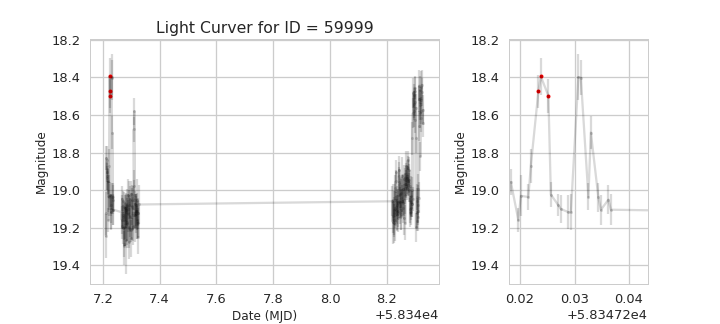 Light Curver for ID = 59999
18.2
18.4
18.6
18.8
19.0
19.2
19.4
Magnitude
7.2 7.4 7.6 7.8 8.0 8.2
Date (MJD) +5.834e4
18.2
18.4
18.6
18.8
19.0
19.2
19.4
Magnitude
0.02 0.03 0.04
+5.83472e4